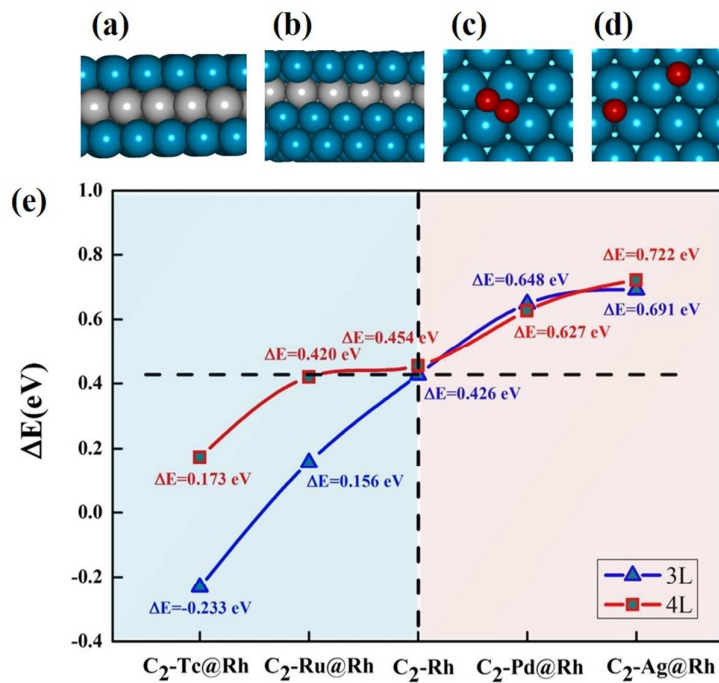 (a) (b) (c) (d)
(e)
ΔE(eV)
1.0
0.8
0.6
0.4
0.2
0.0
-0.2
-0.4
ΔE=0.722 eV
ΔE=0.648 eV
ΔE=0.691 eV
ΔE=0.627 eV
ΔE=0.454 eV
ΔE=0.420 eV
ΔE=0.426 eV
ΔE=0.173 eV
ΔE=0.156 eV
ΔE=-0.233 eV
3L
4L
C₂-Tc@Rh C₂-Ru@Rh C₂-Rh C₂-Pd@Rh C₂-Ag@Rh